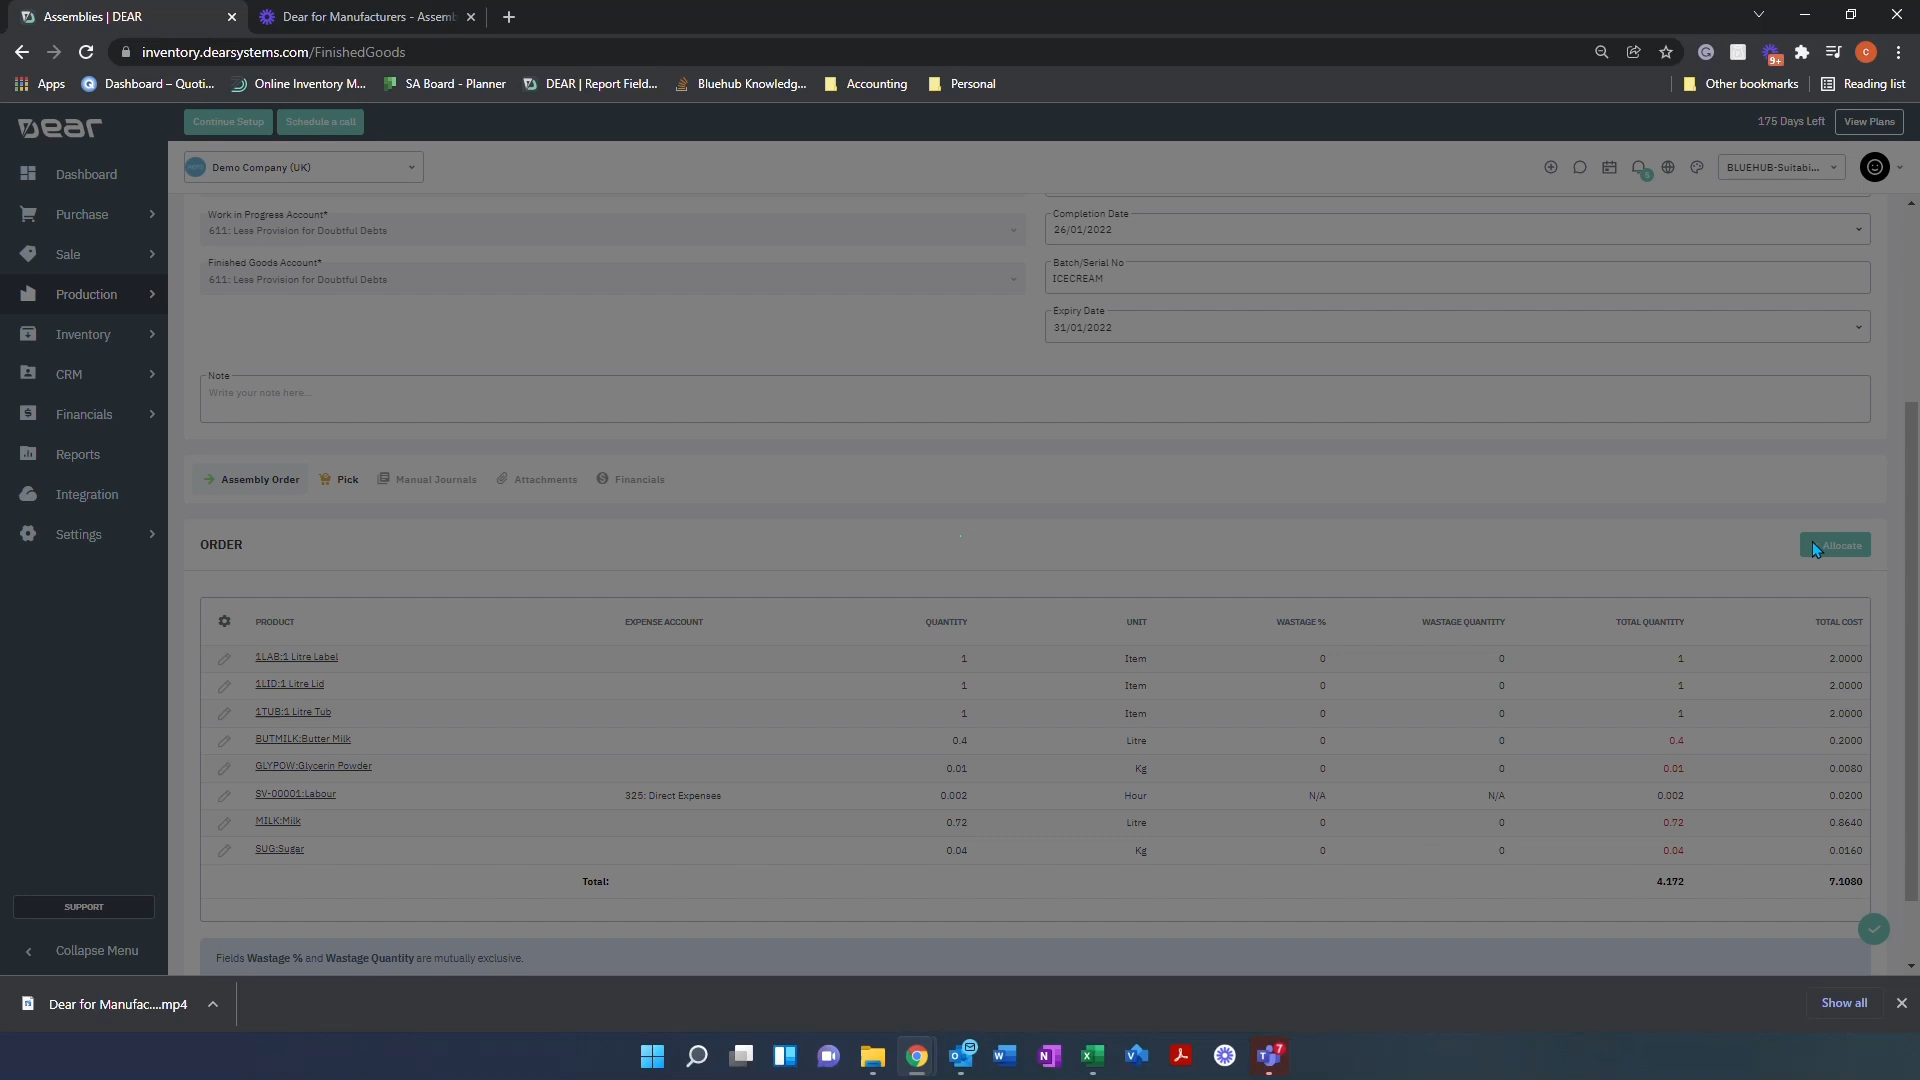 Assemblies | DEAR
Dear for Manufacturers - Assemb
inventory.dearsystems.com/FinishedGoods
9+
c
Apps
Dashboard – Quoti...
Online Inventory M...
SA Board - Planner
DEAR | Report Field...
Bluehub Knowledg...
Accounting
Personal
Other bookmarks
Reading list
Dear
Continue Setup
Schedule a call
175 Days Left
View Plans
Demo Company (UK)
BLUEHUB-Suitabi...
Dashboard
Purchase
Sale
Production
Inventory
CRM
Financials
Reports
Integration
Settings
SUPPORT
Collapse Menu
Work in Progress Account*
611: Less Provision for Doubtful Debts
Completion Date
26/01/2022
Finished Goods Account*
611: Less Provision for Doubtful Debts
Batch/Serial No
ICECREAM
Expiry Date
31/01/2022
Note
Write your note here...
Assembly Order
Pick
Manual Journals
Attachments
Financials
ORDER
Allocate
PRODUCT EXPENSE ACCOUNT QUANTITY UNIT WASTAGE % WASTAGE QUANTITY TOTAL QUANTITY TOTAL COST
1LAB:1 Litre Label 1 Item 0 0 1 2.0000
1LID:1 Litre Lid 1 Item 0 0 1 2.0000
1TUB:1 Litre Tub 1 Item 0 0 1 2.0000
BUTMILK:Butter Milk 0.4 Litre 0 0 0.4 0.2000
GLYPOW:Glycerin Powder 0.01 Kg 0 0 0.01 0.0080
SV-00001:Labour 325: Direct Expenses 0.002 Hour N/A N/A 0.002 0.0200
MILK:Milk 0.72 Litre 0 0 0.72 0.8640
SUG:Sugar 0.04 Kg 0 0 0.04 0.0160
Total: 4.172 7.1080
Fields Wastage % and Wastage Quantity are mutually exclusive.
Dear for Manufac....mp4
Show all
7